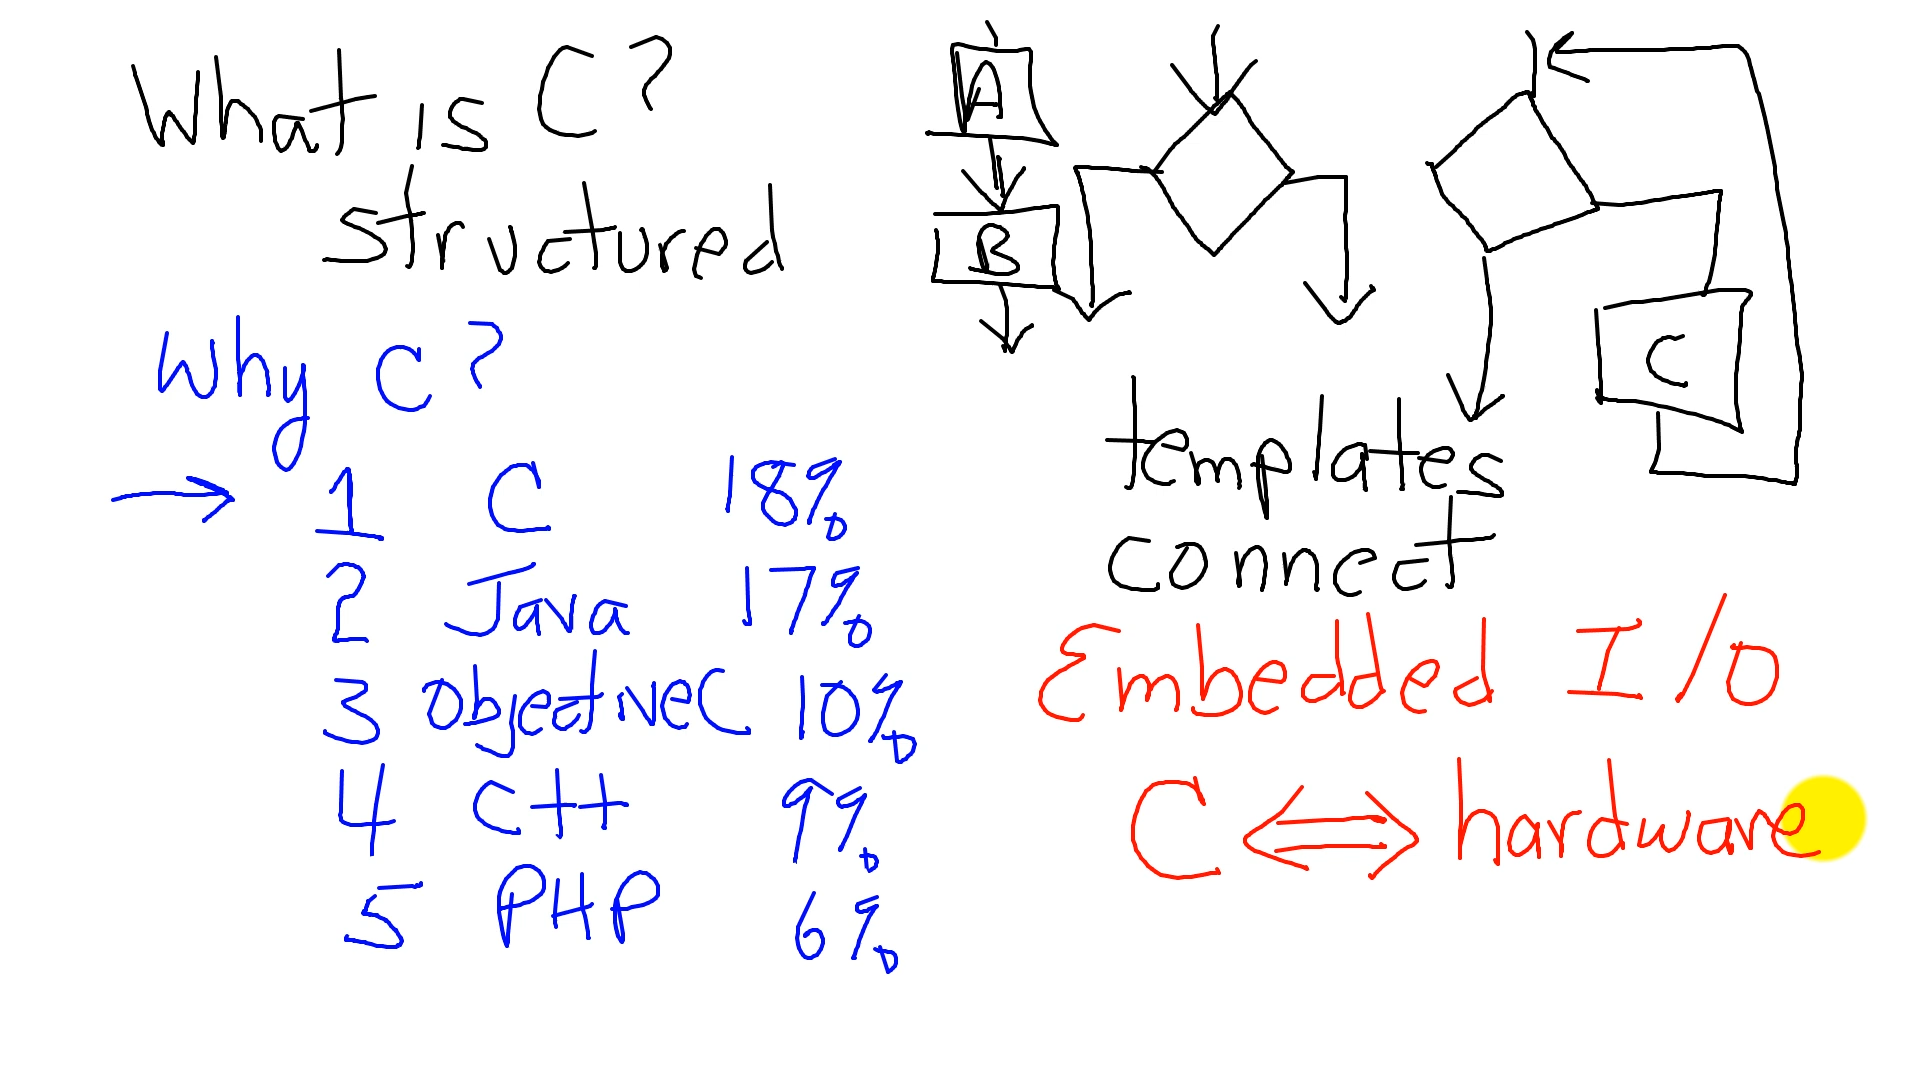 What is C?
structured
Why C?
1 C 18%
2 Java 17%
3 Objective C 10%
4 C++ 9%
5 PHP 6%
A
B
C
templates
connect
Embedded I/O
C ⟺ hardware